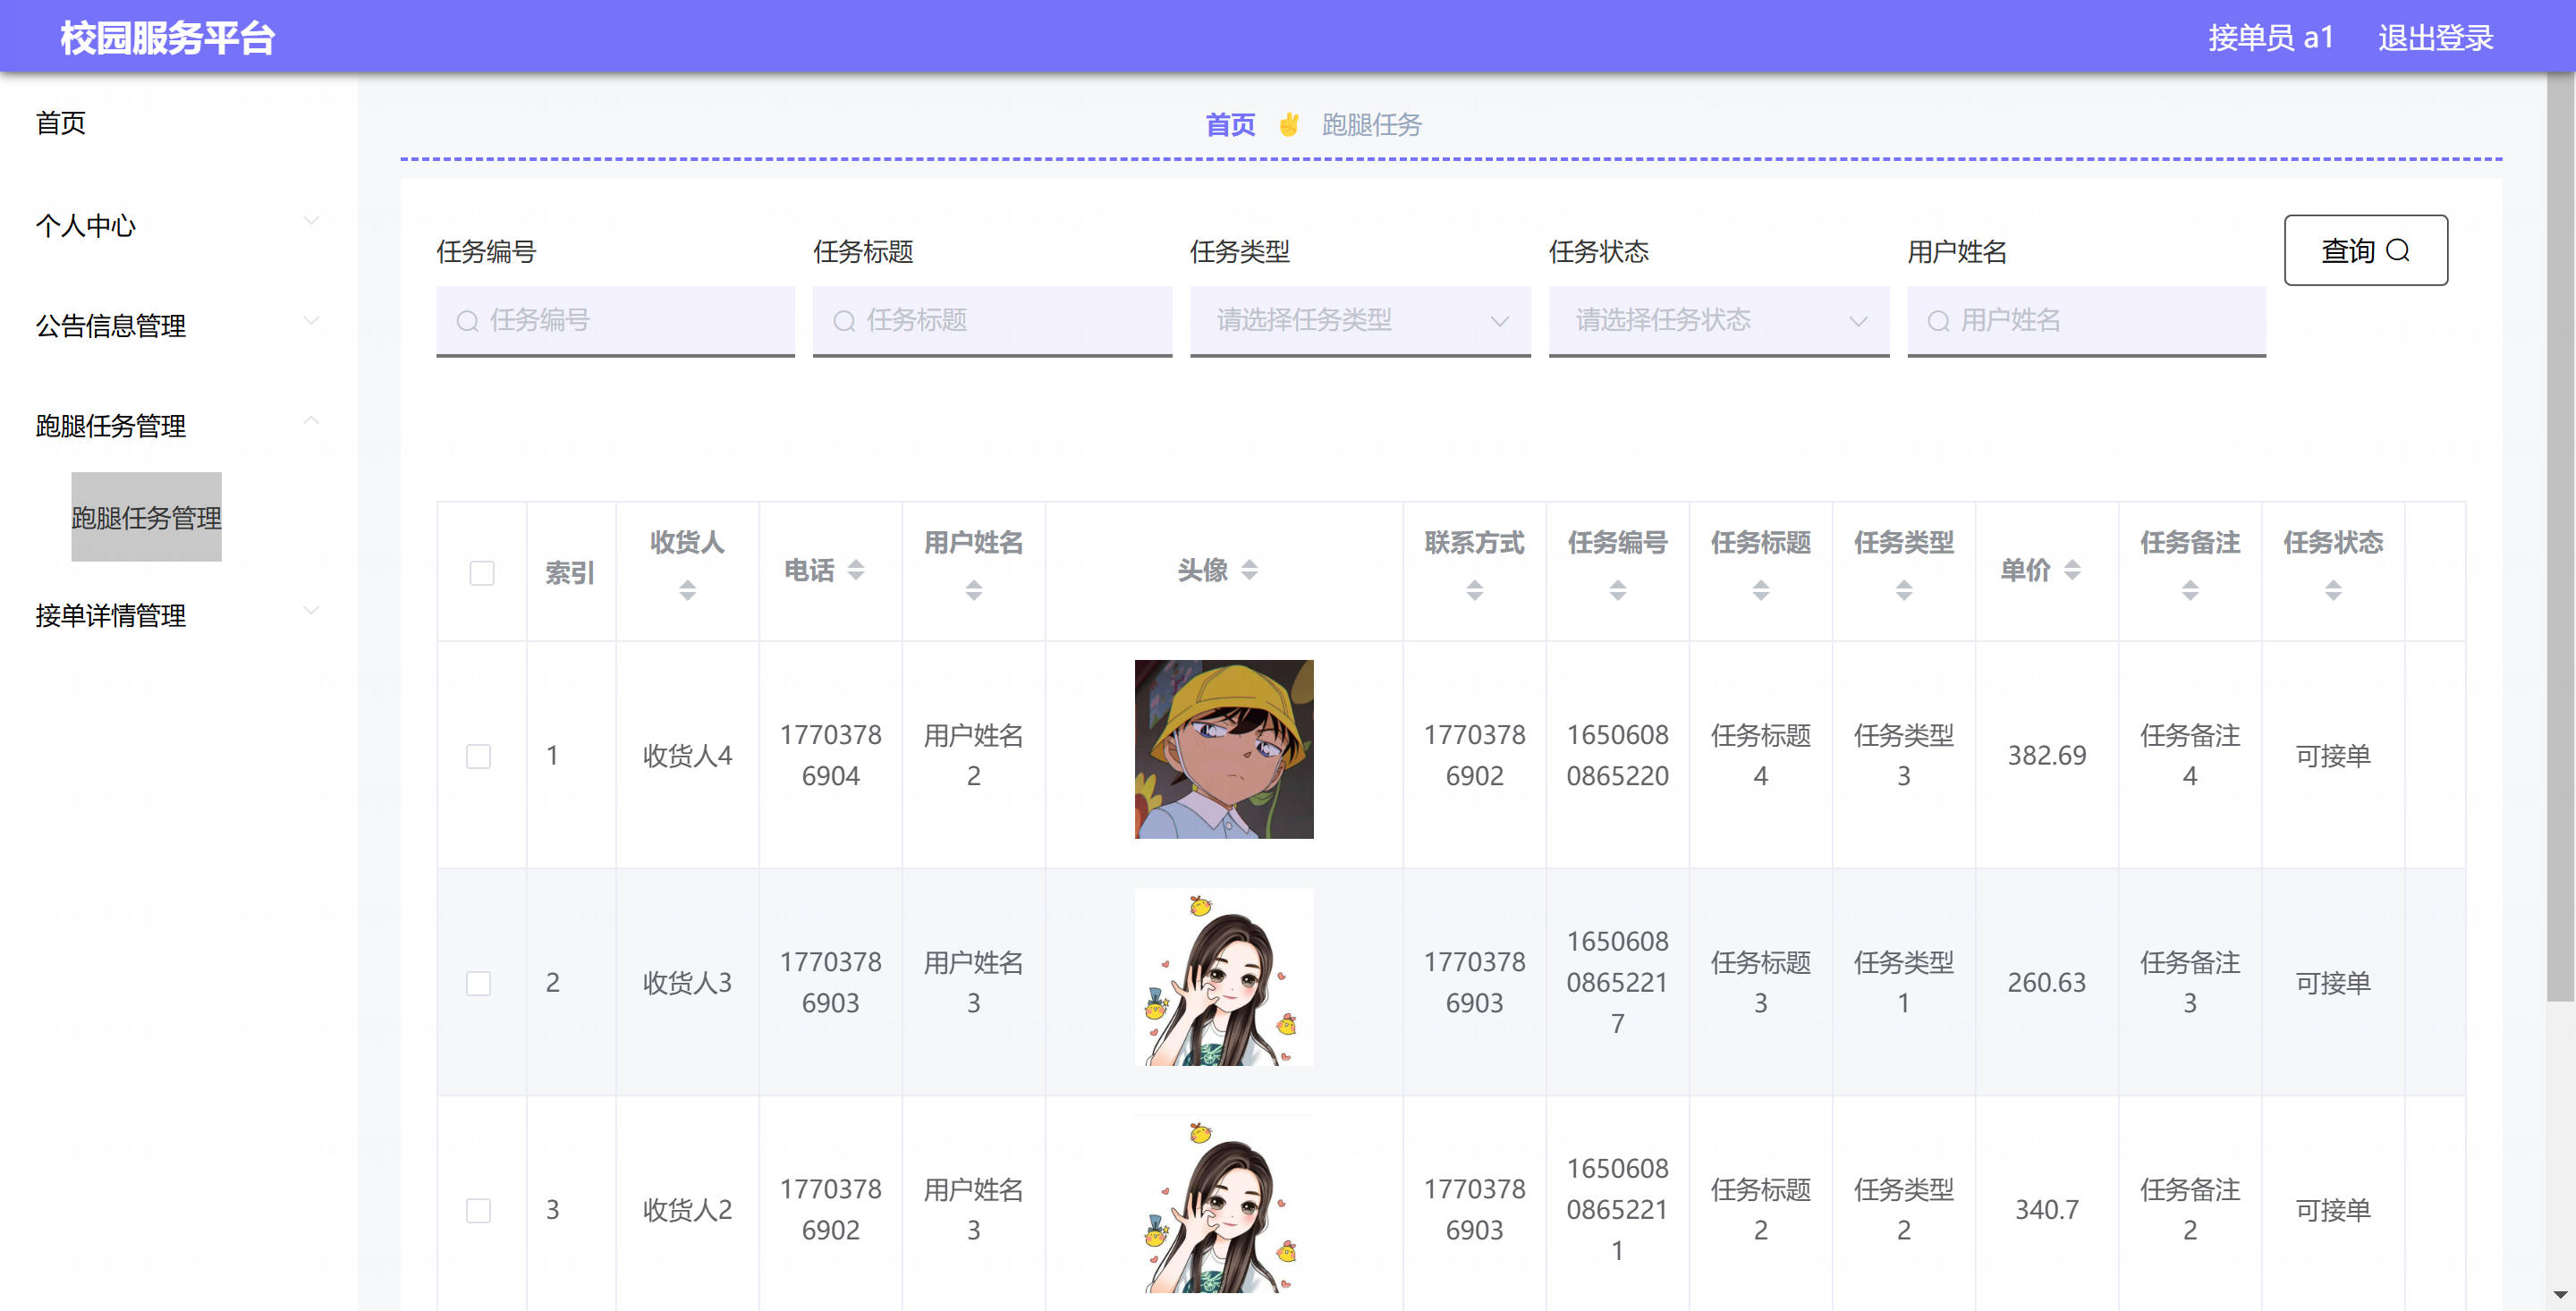 校园服务平台
接单员 a1
退出登录
首页
个人中心
公告信息管理
跑腿任务管理
跑腿任务管理
接单详情管理
首页 跑腿任务
任务编号 任务标题 任务类型 任务状态 用户姓名
查询
任务编号 任务标题 请选择任务类型 请选择任务状态 用户姓名
索引 收货人 电话 用户姓名 头像 联系方式 任务编号 任务标题 任务类型 单价 任务备注 任务状态
1 收货人4 17703786904 用户姓名2 17703786902 16506080865220 任务标题4 任务类型3 382.69 任务备注4 可接单
2 收货人3 17703786903 用户姓名3 17703786903 165060808652217 任务标题3 任务类型1 260.63 任务备注3 可接单
3 收货人2 17703786902 用户姓名3 17703786903 165060808652211 任务标题2 任务类型2 340.7 任务备注2 可接单